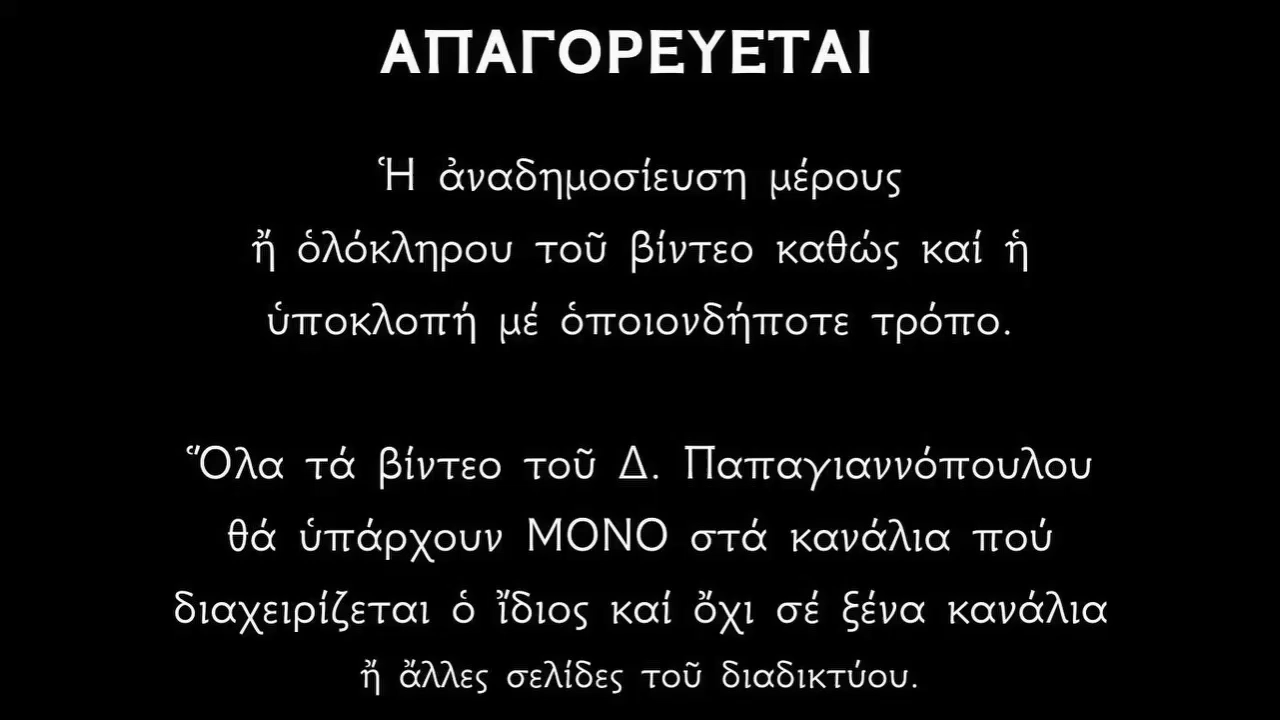 ΑΠΑΓΟΡΕΥΕΤΑΙ
Ἡ ἀναδημοσίευση μέρους
ἤ ὁλόκληρου τοῦ βίντεο καθώς καί ἡ
ὑποκλοπή μέ ὁποιονδήποτε τρόπο.
Ὅλα τά βίντεο τοῦ Δ. Παπαγιαννόπουλου
θά ὑπάρχουν ΜΟΝΟ στά κανάλια πού
διαχειρίζεται ὁ ἴδιος καί ὄχι σέ ξένα κανάλια
ἤ ἄλλες σελίδες τοῦ διαδικτύου.